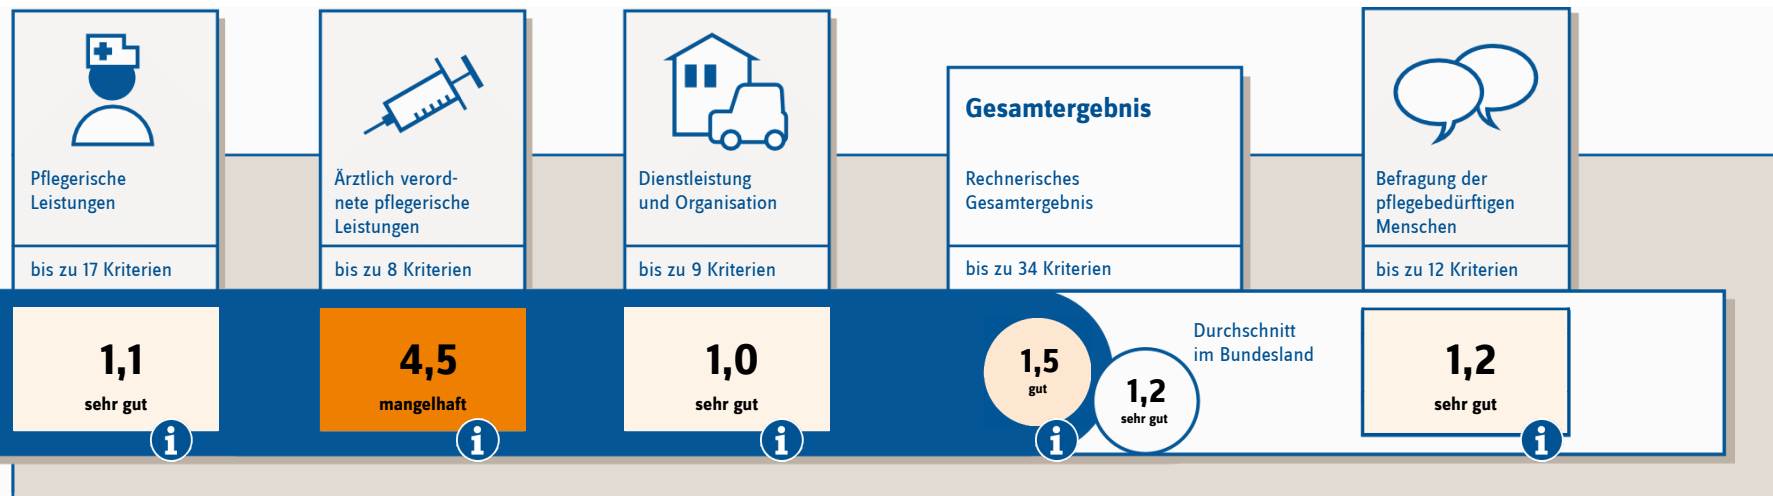 Pflegerische
Leistungen
bis zu 17 Kriterien
1,1
sehr gut
i
Ärztlich verord-
nete pflegerische
Leistungen
bis zu 8 Kriterien
4,5
mangelhaft
i
Dienstleistung
und Organisation
bis zu 9 Kriterien
1,0
sehr gut
i
Gesamtergebnis
Rechnerisches
Gesamtergebnis
bis zu 34 Kriterien
1,5
gut
i
Durchschnitt
im Bundesland
1,2
sehr gut
Befragung der
pflegebedürftigen
Menschen
bis zu 12 Kriterien
1,2
sehr gut
i